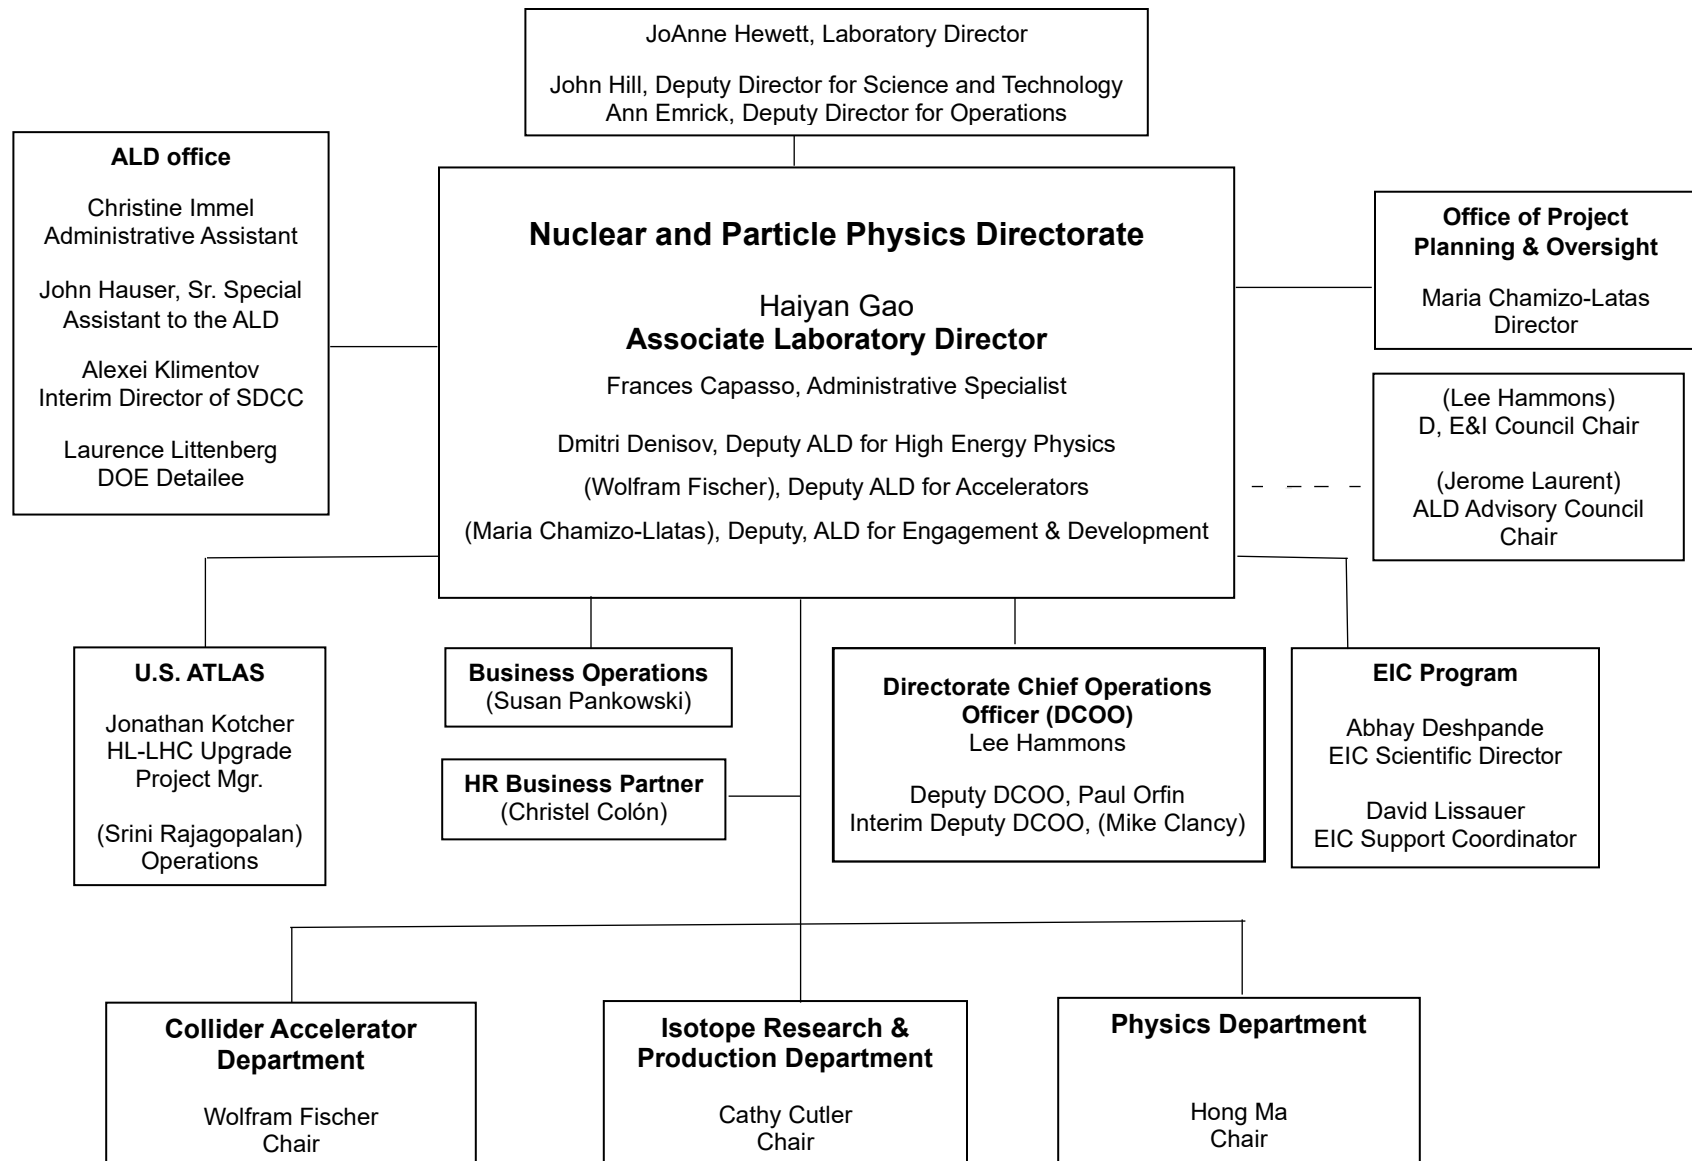 JoAnne Hewett, Laboratory Director
John Hill, Deputy Director for Science and Technology
Ann Emrick, Deputy Director for Operations
ALD office
Christine Immel
Administrative Assistant
John Hauser, Sr. Special
Assistant to the ALD
Alexei Klimentov
Interim Director of SDCC
Laurence Littenberg
DOE Detailee
Nuclear and Particle Physics Directorate
Haiyan Gao
Associate Laboratory Director
Frances Capasso, Administrative Specialist
Dmitri Denisov, Deputy ALD for High Energy Physics
(Wolfram Fischer), Deputy ALD for Accelerators
(Maria Chamizo-Llatas), Deputy, ALD for Engagement & Development
Office of Project
Planning & Oversight
Maria Chamizo-Latas
Director
(Lee Hammons)
D, E&I Council Chair
(Jerome Laurent)
ALD Advisory Council
Chair
U.S. ATLAS
Jonathan Kotcher
HL-LHC Upgrade
Project Mgr.
(Srini Rajagopalan)
Operations
Business Operations
(Susan Pankowski)
HR Business Partner
(Christel Colón)
Directorate Chief Operations
Officer (DCOO)
Lee Hammons
Deputy DCOO, Paul Orfin
Interim Deputy DCOO, (Mike Clancy)
EIC Program
Abhay Deshpande
EIC Scientific Director
David Lissauer
EIC Support Coordinator
Collider Accelerator
Department
Wolfram Fischer
Chair
Isotope Research &
Production Department
Cathy Cutler
Chair
Physics Department
Hong Ma
Chair